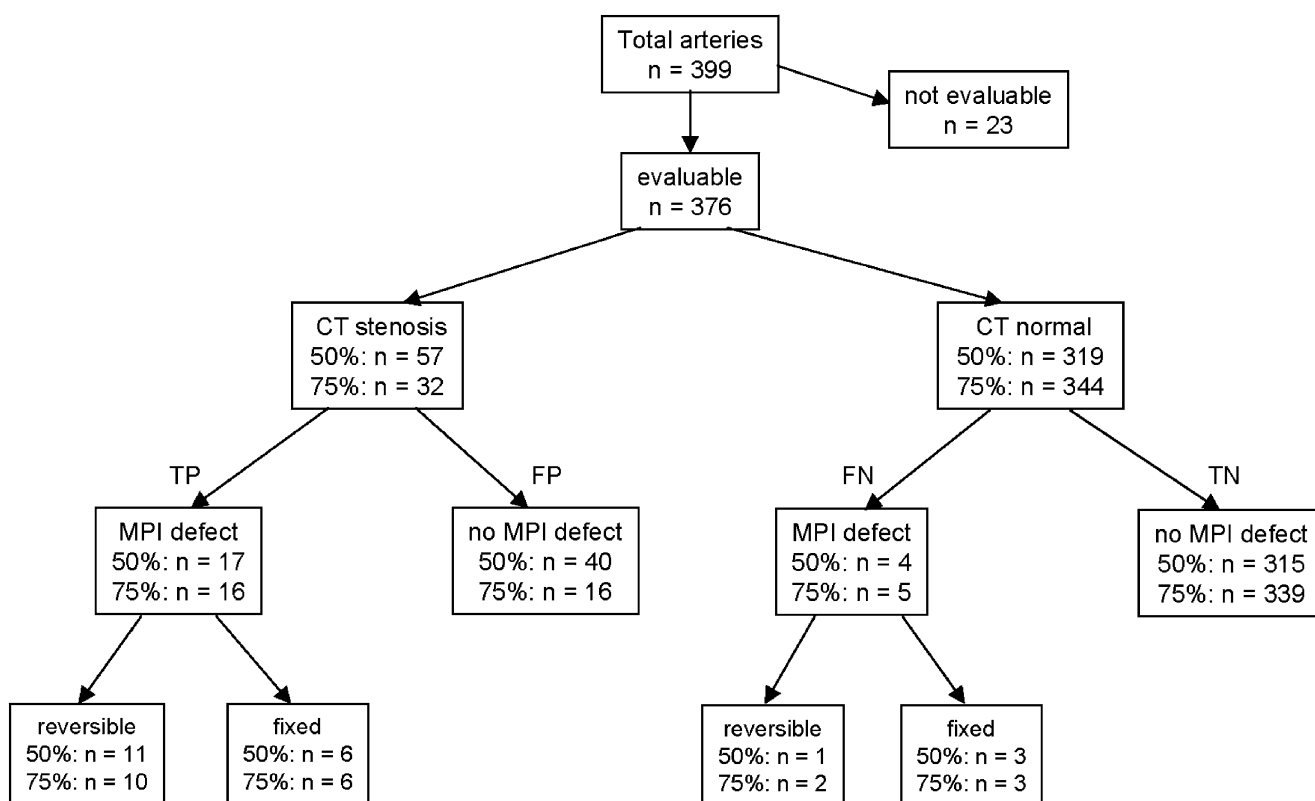 Total arteries
n = 399
not evaluable
n = 23
evaluable
n = 376
CT stenosis
50%: n = 57
75%: n = 32
CT normal
50%: n = 319
75%: n = 344
TP
FP
FN
TN
MPI defect
50%: n = 17
75%: n = 16
no MPI defect
50%: n = 40
75%: n = 16
MPI defect
50%: n = 4
75%: n = 5
no MPI defect
50%: n = 315
75%: n = 339
reversible
50%: n = 11
75%: n = 10
fixed
50%: n = 6
75%: n = 6
reversible
50%: n = 1
75%: n = 2
fixed
50%: n = 3
75%: n = 3